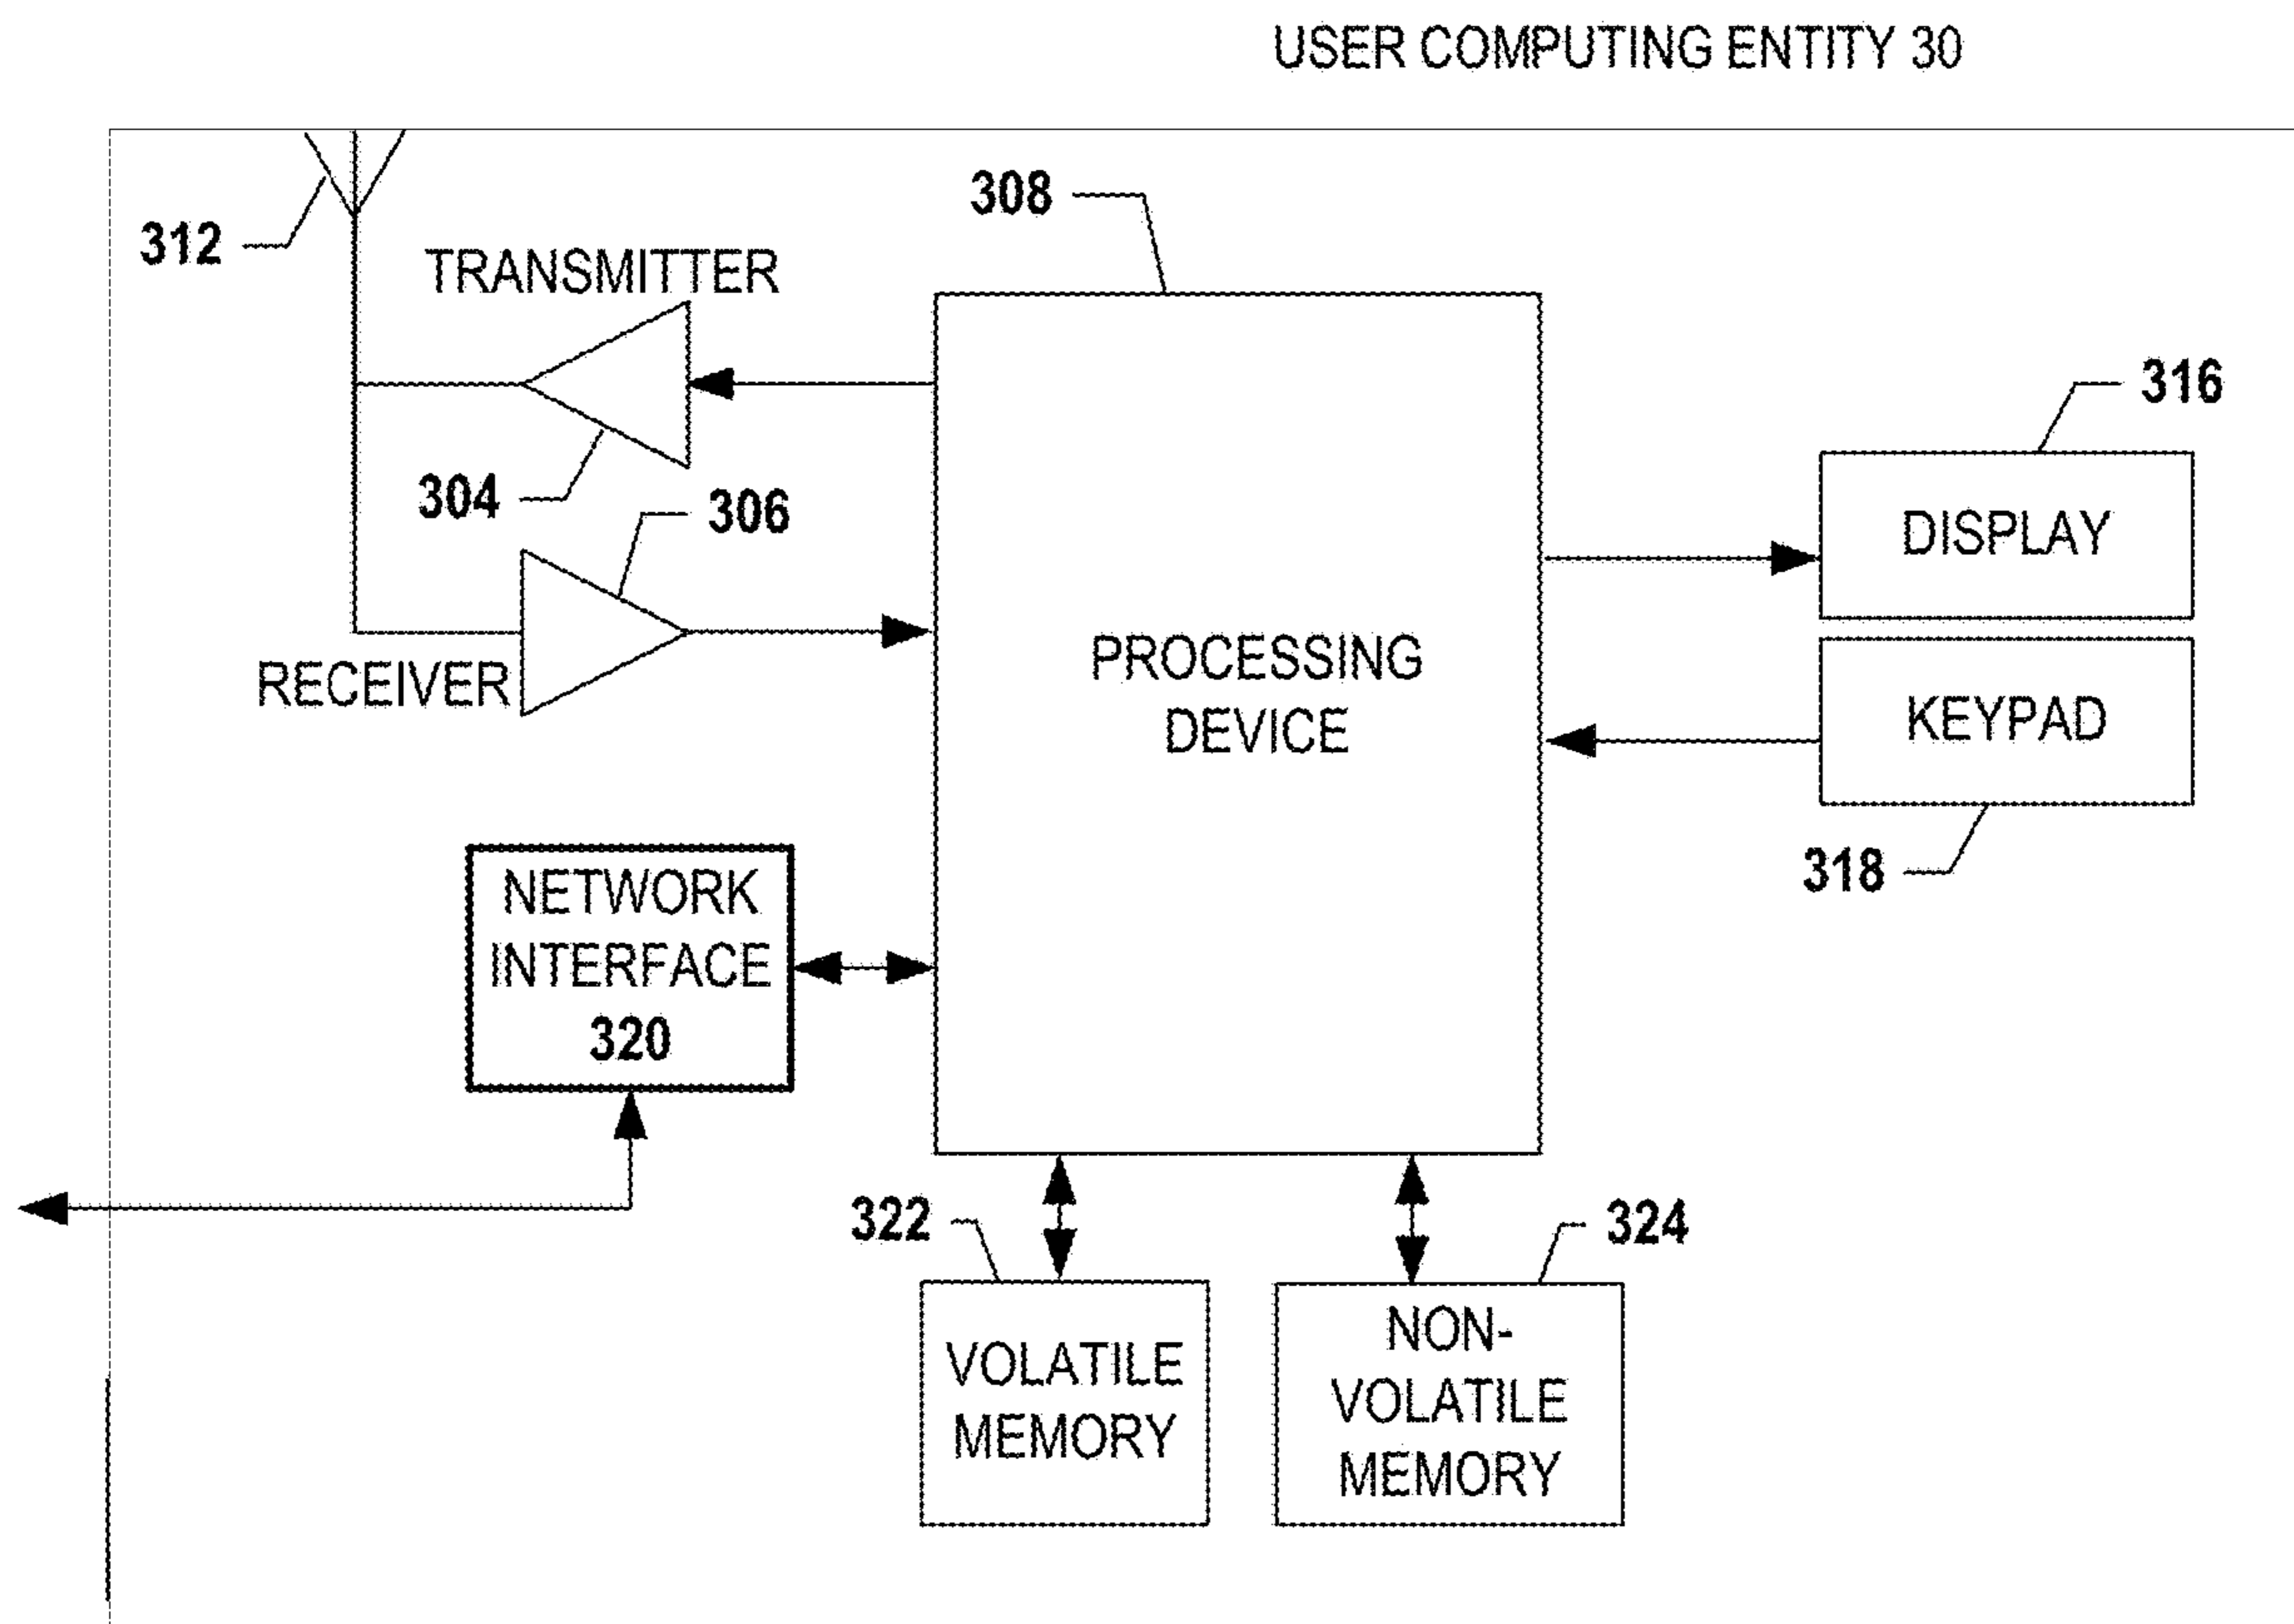 USER COMPUTING ENTITY 30
308
312
TRANSMITTER
316
304
306
DISPLAY
RECEIVER
PROCESSING
DEVICE
KEYPAD
318
NETWORK
INTERFACE
320
322
324
VOLATILE
MEMORY
NON-
VOLATILE
MEMORY